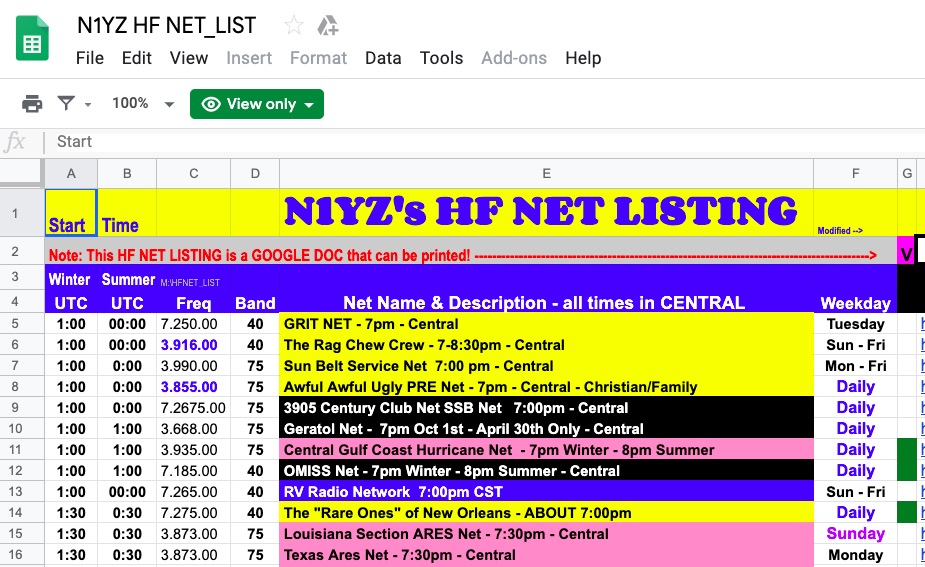 N1YZ HF NET_LIST
File Edit View Insert Format Data Tools Add-ons Help
100% View only
fx Start
A B C D E F G
1 Start Time N1YZ's HF NET LISTING Modified -->
2 Note: This HF NET LISTING is a GOOGLE DOC that can be printed! ----------------------------------------------------------------------------------------> V
3 Winter Summer M:\HFNET_LIST
4 UTC UTC Freq Band Net Name & Description - all times in CENTRAL Weekday
5 1:00 00:00 7.250.00 40 GRIT NET - 7pm - Central Tuesday
6 1:00 00:00 3.916.00 40 The Rag Chew Crew - 7-8:30pm - Central Sun - Fri
7 1:00 0:00 3.990.00 75 Sun Belt Service Net 7:00 pm - Central Mon - Fri
8 1:00 0:00 3.855.00 75 Awful Awful Ugly PRE Net - 7pm - Central - Christian/Family Daily
9 1:00 0:00 7.2675.00 75 3905 Century Club Net SSB Net 7:00pm - Central Daily
10 1:00 0:00 3.668.00 75 Geratol Net - 7pm Oct 1st - April 30th Only - Central Daily
11 1:00 1:00 3.935.00 75 Central Gulf Coast Hurricane Net - 7pm Winter - 8pm Summer Daily
12 1:00 1:00 7.185.00 40 OMISS Net - 7pm Winter - 8pm Summer - Central Daily
13 1:00 00:00 7.265.00 40 RV Radio Network 7:00pm CST Sun - Fri
14 1:30 0:30 7.275.00 40 The "Rare Ones" of New Orleans - ABOUT 7:00pm Daily
15 1:30 0:30 3.873.00 75 Louisiana Section ARES Net - 7:30pm - Central Sunday
16 1:30 0:30 3.873.00 75 Texas Ares Net - 7:30pm - Central Monday